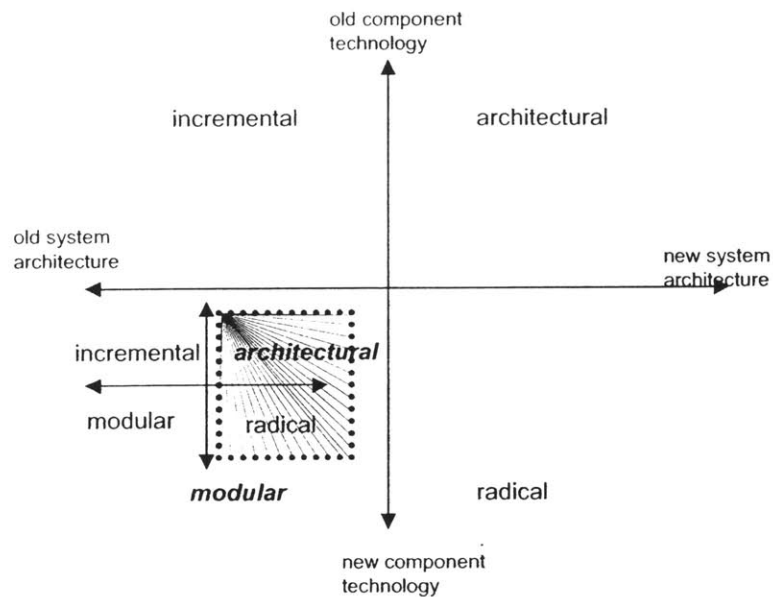 old component
technology
incremental
architectural
old system
architecture
new system
architecture
incremental
architectural
modular
radical
modular
radical
new component
technology